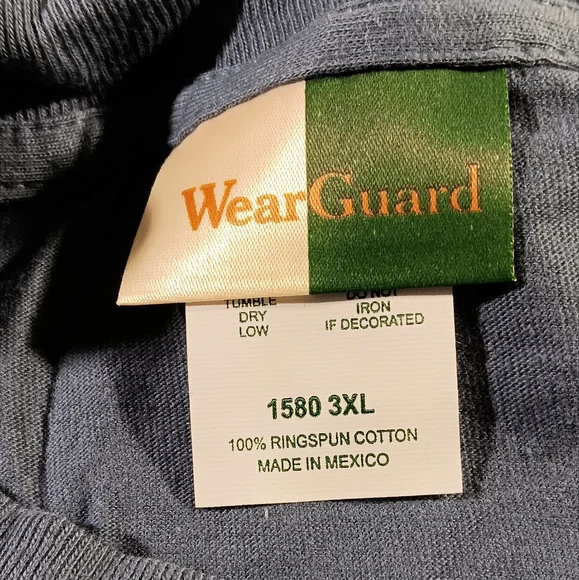 WearGuard
TUMBLE
DRY
LOW
DO NOT
IRON
IF DECORATED
1580 3XL
100% RINGSPUN COTTON
MADE IN MEXICO